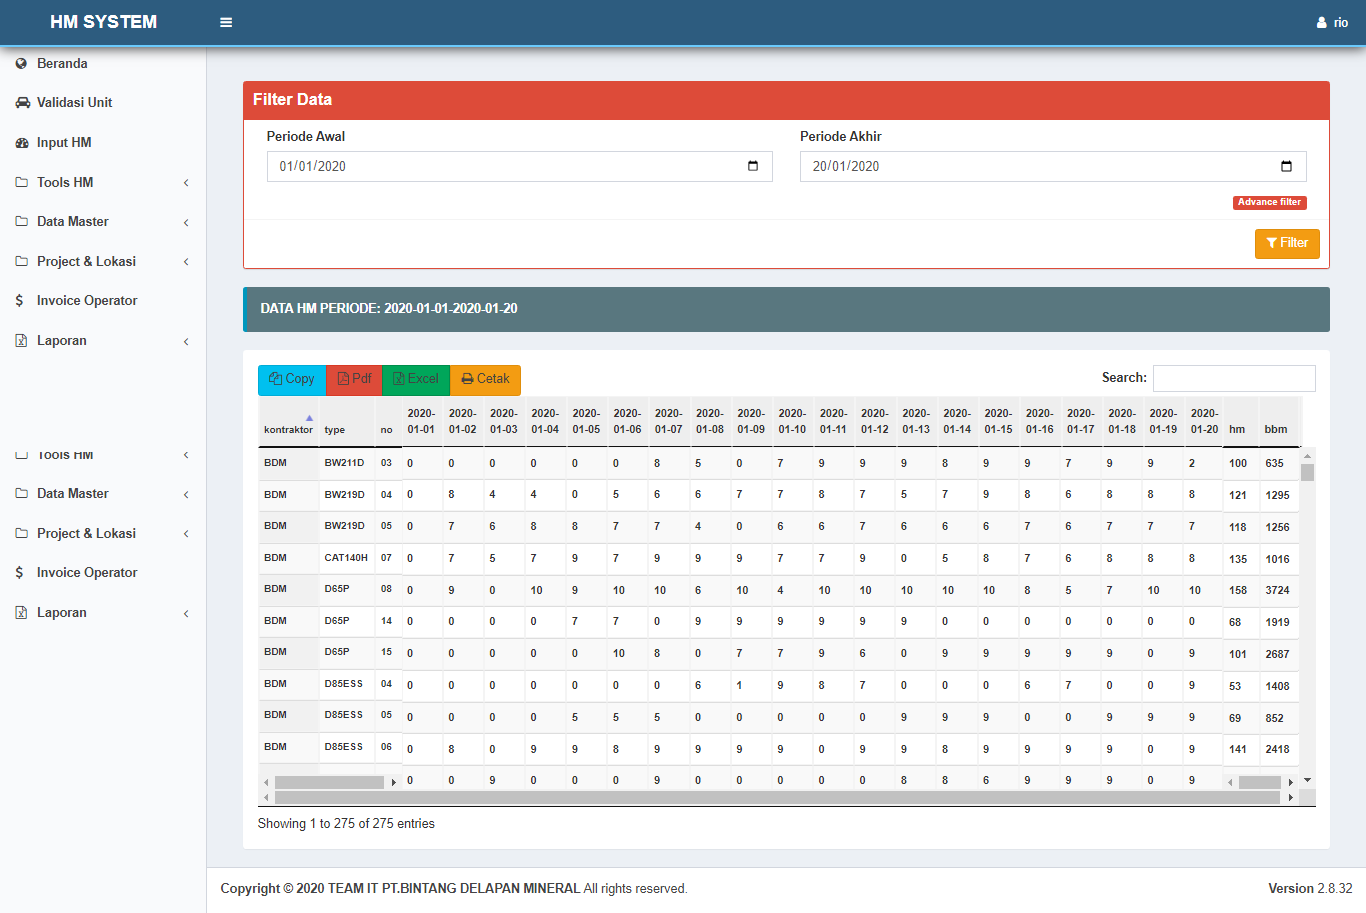 HM SYSTEM
rio
Beranda
Validasi Unit
Input HM
Tools HM
Data Master
Project & Lokasi
Invoice Operator
Laporan
Tools HM
Data Master
Project & Lokasi
Invoice Operator
Laporan
Filter Data
Periode Awal Periode Akhir
01/01/2020 20/01/2020
Advance filter
Filter
DATA HM PERIODE: 2020-01-01-2020-01-20
Copy Pdf Excel Cetak Search:
kontraktor type no 2020-01-01 2020-01-02 2020-01-03 2020-01-04 2020-01-05 2020-01-06 2020-01-07 2020-01-08 2020-01-09 2020-01-10 2020-01-11 2020-01-12 2020-01-13 2020-01-14 2020-01-15 2020-01-16 2020-01-17 2020-01-18 2020-01-19 2020-01-20 hm bbm
BDM BW211D 03 0 0 0 0 0 0 8 5 0 7 9 9 9 8 9 9 7 9 9 2 100 635
BDM BW219D 04 0 8 4 4 0 5 6 6 7 7 8 7 5 7 9 8 6 8 8 8 121 1295
BDM BW219D 05 0 7 6 8 8 7 7 4 0 6 6 7 6 6 6 7 6 7 7 7 118 1256
BDM CAT140H 07 0 7 5 7 9 7 9 9 9 7 7 9 0 5 8 7 6 8 8 8 135 1016
BDM D65P 08 0 9 0 10 9 10 10 6 10 4 10 10 10 10 10 8 5 7 10 10 158 3724
BDM D65P 14 0 0 0 0 7 7 0 9 9 9 9 9 9 0 0 0 0 0 0 0 68 1919
BDM D65P 15 0 0 0 0 0 10 8 0 7 7 9 6 0 9 9 9 9 9 0 9 101 2687
BDM D85ESS 04 0 0 0 0 0 0 0 6 1 9 8 7 0 0 0 6 7 0 0 9 53 1408
BDM D85ESS 05 0 0 0 0 5 5 5 0 0 0 0 0 9 9 9 0 0 9 9 9 69 852
BDM D85ESS 06 0 8 0 9 9 8 9 9 9 9 0 9 9 8 9 9 9 9 0 9 141 2418
0 0 9 0 0 0 9 0 0 0 0 0 8 8 6 9 9 9 0 9
Showing 1 to 275 of 275 entries
Copyright © 2020 TEAM IT PT.BINTANG DELAPAN MINERAL All rights reserved. Version 2.8.32